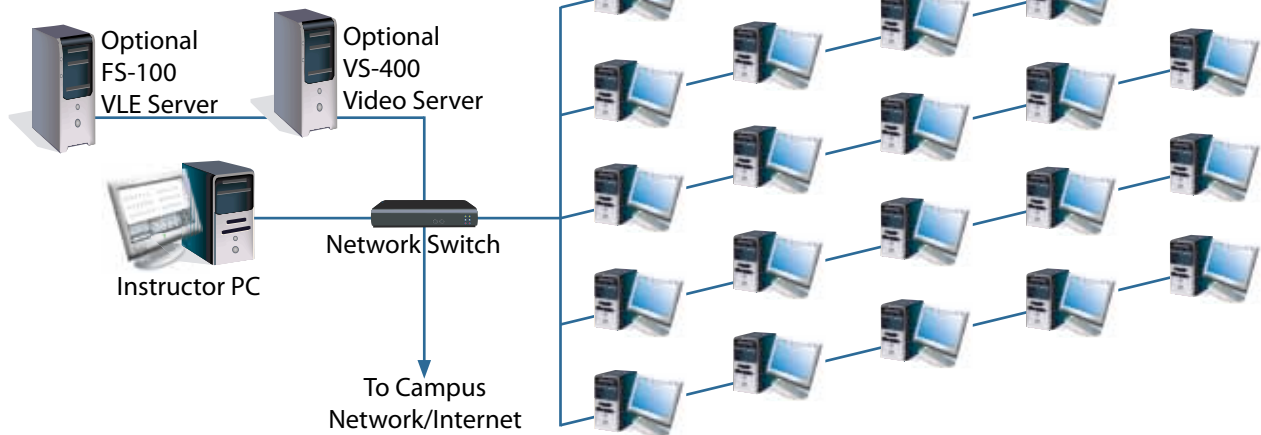 Optional
FS-100
VLE Server
Optional
VS-400
Video Server
Network Switch
Instructor PC
To Campus
Network/Internet